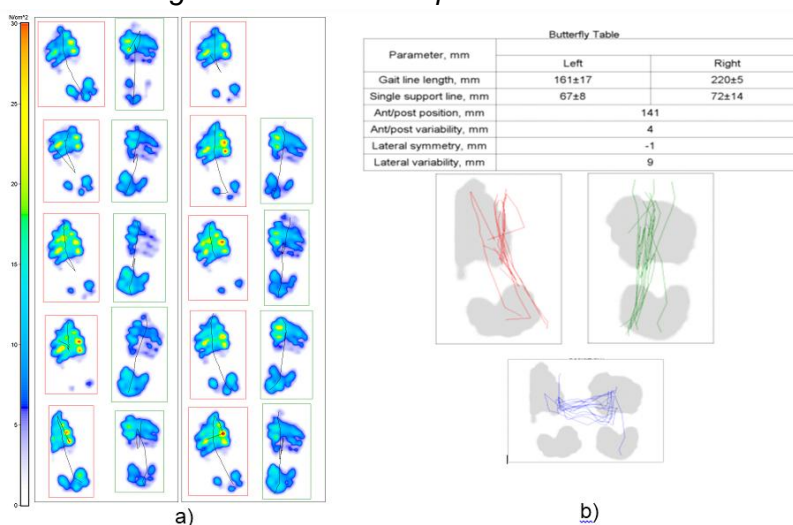 N/cm^2
30
25
20
15
10
5
0
a)
Butterfly Table
Parameter, mm
Left Right
Gait line length, mm 161±17 220±5
Single support line, mm 67±8 72±14
Ant/post position, mm 141
Ant/post variability, mm 4
Lateral symmetry, mm -1
Lateral variability, mm 9
b)